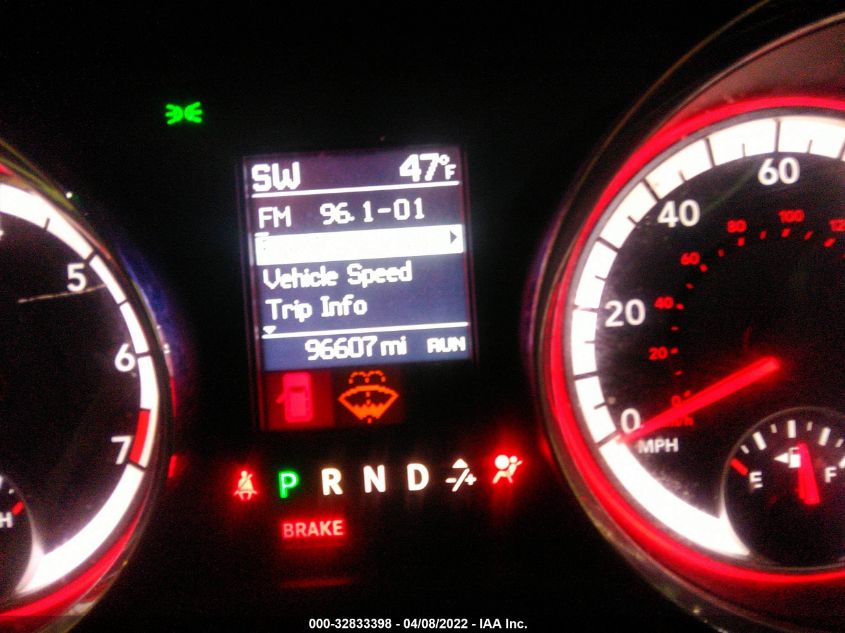 SW 47°F
FM 96.1-01
Vehicle Speed
Trip Info
96607 mi RUN
P R N D -/+
BRAKE
5
6
7
H
0
20
40
60
0
20
40
60
80
100
MPH
E F
000-32833398 - 04/08/2022 - IAA Inc.